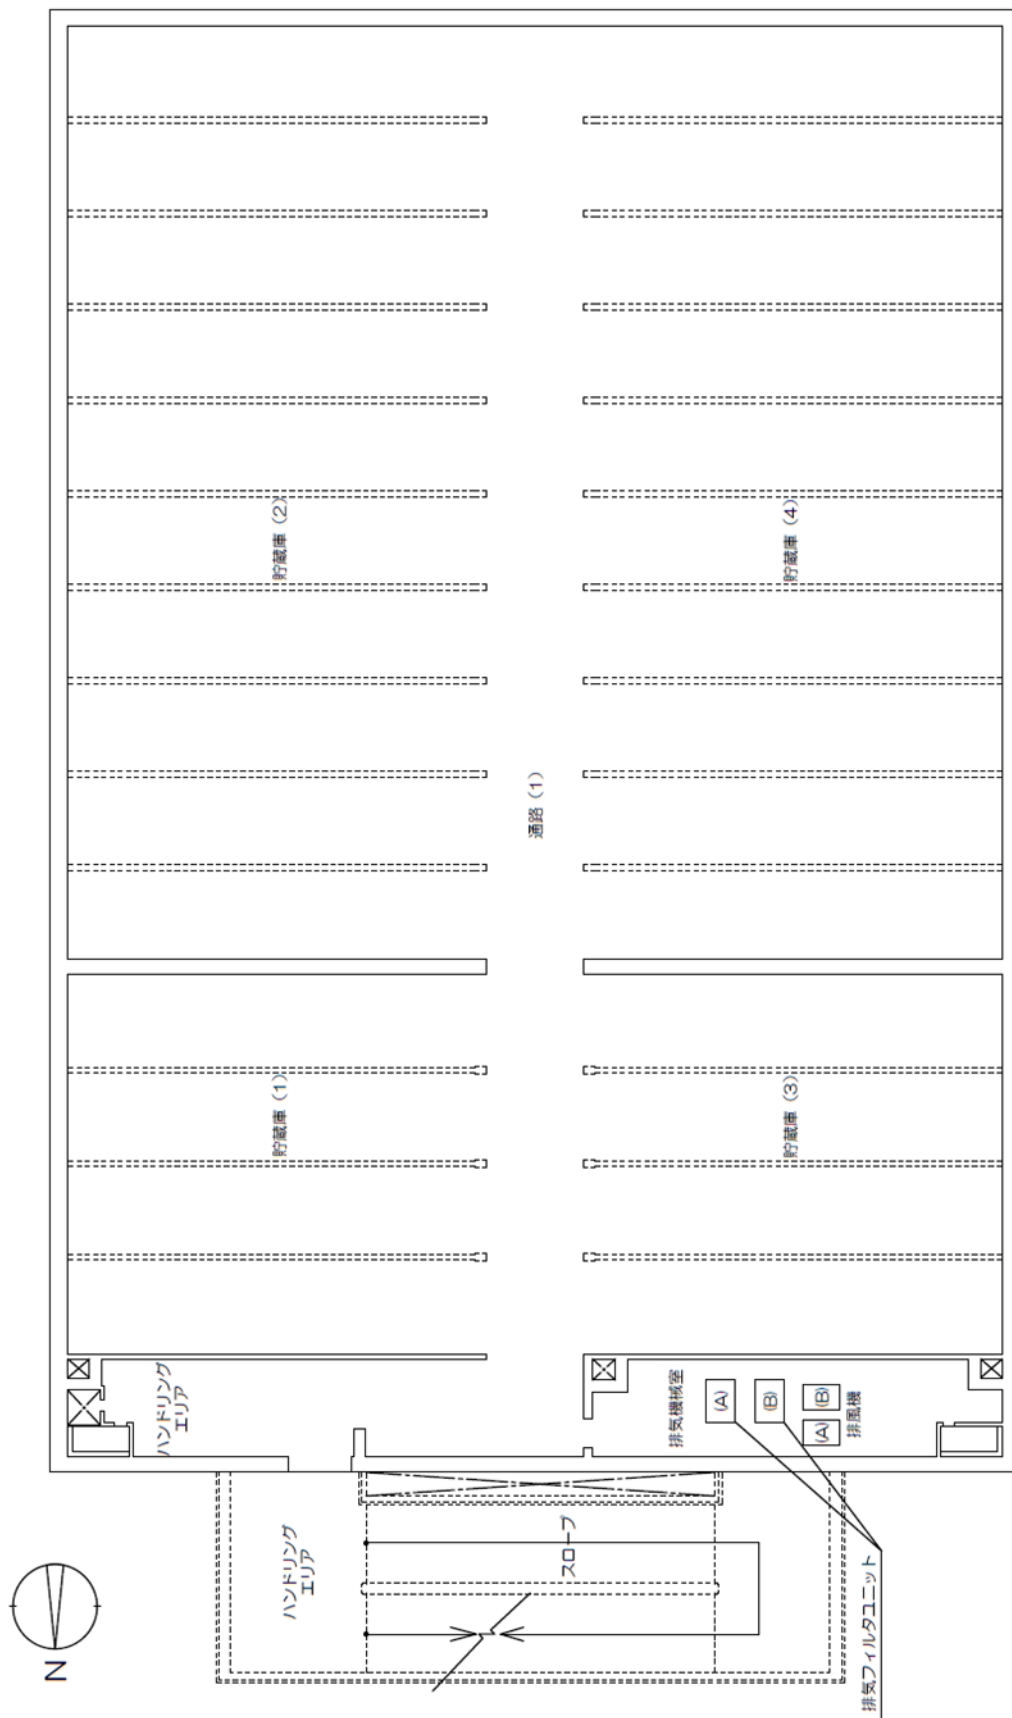 貯蔵庫（2）
貯蔵庫（4）
通路（1）
貯蔵庫（1）
貯蔵庫（3）
ハンドリング
エリア
排気機械室
(A)
(B)
(A)
(B)
排風機
ハンドリング
エリア
スロープ
排気フィルタユニット
N